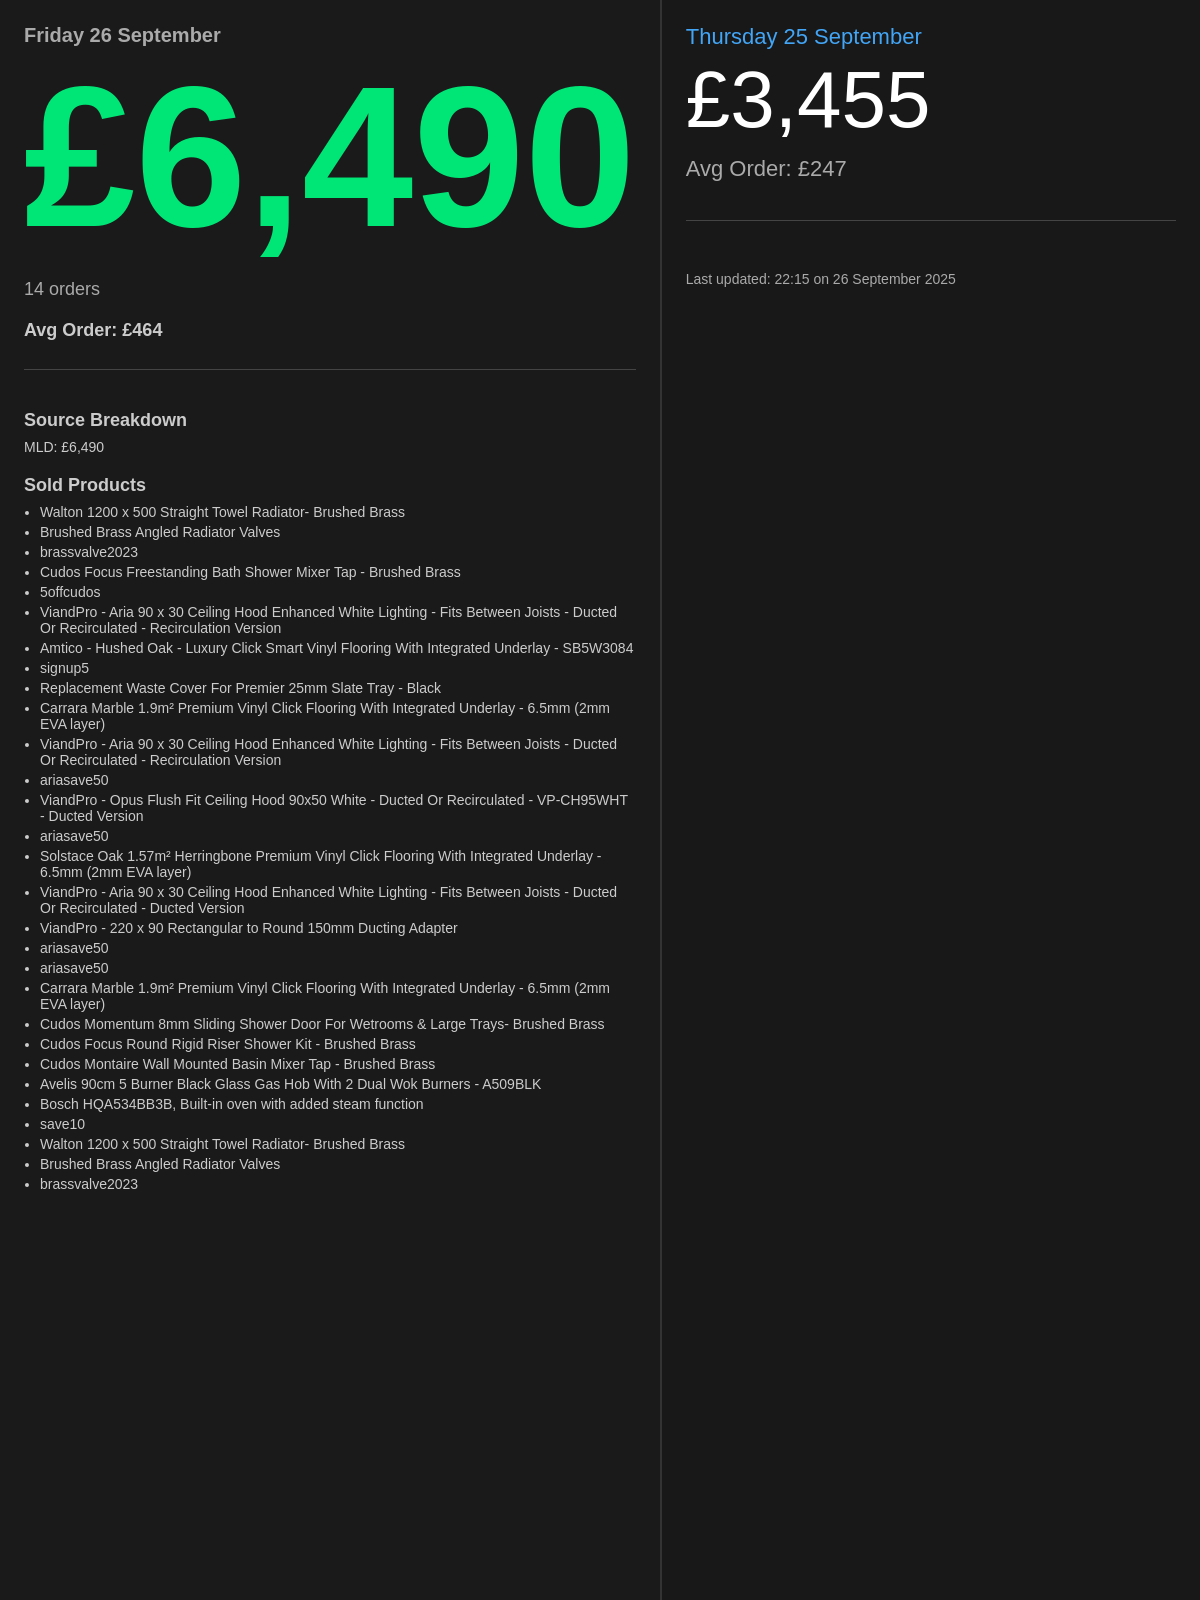 Friday 26 September
£6,490
14 orders
Avg Order: £464
Source Breakdown
MLD: £6,490
Sold Products
• Walton 1200 x 500 Straight Towel Radiator- Brushed Brass
• Brushed Brass Angled Radiator Valves
• brassvalve2023
• Cudos Focus Freestanding Bath Shower Mixer Tap - Brushed Brass
• 5offcudos
• ViandPro - Aria 90 x 30 Ceiling Hood Enhanced White Lighting - Fits Between Joists - Ducted
Or Recirculated - Recirculation Version
• Amtico - Hushed Oak - Luxury Click Smart Vinyl Flooring With Integrated Underlay - SB5W3084
• signup5
• Replacement Waste Cover For Premier 25mm Slate Tray - Black
• Carrara Marble 1.9m² Premium Vinyl Click Flooring With Integrated Underlay - 6.5mm (2mm
EVA layer)
• ViandPro - Aria 90 x 30 Ceiling Hood Enhanced White Lighting - Fits Between Joists - Ducted
Or Recirculated - Recirculation Version
• ariasave50
• ViandPro - Opus Flush Fit Ceiling Hood 90x50 White - Ducted Or Recirculated - VP-CH95WHT
- Ducted Version
• ariasave50
• Solstace Oak 1.57m² Herringbone Premium Vinyl Click Flooring With Integrated Underlay -
6.5mm (2mm EVA layer)
• ViandPro - Aria 90 x 30 Ceiling Hood Enhanced White Lighting - Fits Between Joists - Ducted
Or Recirculated - Ducted Version
• ViandPro - 220 x 90 Rectangular to Round 150mm Ducting Adapter
• ariasave50
• ariasave50
• Carrara Marble 1.9m² Premium Vinyl Click Flooring With Integrated Underlay - 6.5mm (2mm
EVA layer)
• Cudos Momentum 8mm Sliding Shower Door For Wetrooms & Large Trays- Brushed Brass
• Cudos Focus Round Rigid Riser Shower Kit - Brushed Brass
• Cudos Montaire Wall Mounted Basin Mixer Tap - Brushed Brass
• Avelis 90cm 5 Burner Black Glass Gas Hob With 2 Dual Wok Burners - A509BLK
• Bosch HQA534BB3B, Built-in oven with added steam function
• save10
• Walton 1200 x 500 Straight Towel Radiator- Brushed Brass
• Brushed Brass Angled Radiator Valves
• brassvalve2023
Thursday 25 September
£3,455
Avg Order: £247
Last updated: 22:15 on 26 September 2025